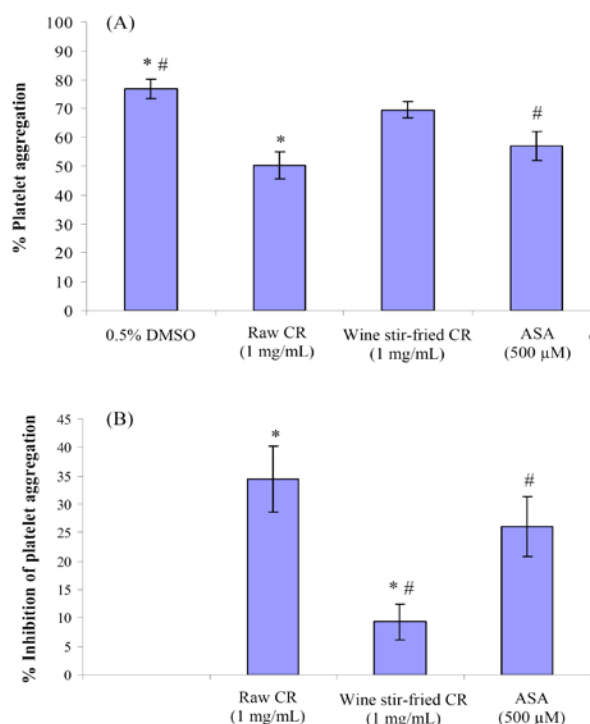 (A)
% Platelet aggregation
100
90
80
70
60
50
40
30
20
10
0
* #
*
#
0.5% DMSO
Raw CR
(1 mg/mL)
Wine stir-fried CR
(1 mg/mL)
ASA
(500 µM)
(B)
% Inhibition of platelet aggregation
45
40
35
30
25
20
15
10
5
0
*
* #
#
Raw CR
(1 mg/mL)
Wine stir-fried CR
(1 mg/mL)
ASA
(500 µM)